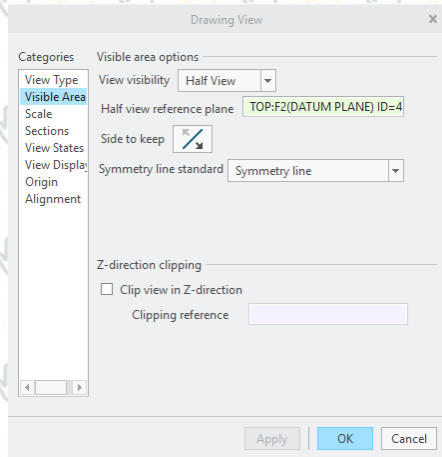 Drawing View
X
Categories
View Type
Visible Area
Scale
Sections
View States
View Display
Origin
Alignment
Visible area options
View visibility Half View
Half view reference plane TOP:F2(DATUM PLANE) ID=4
Side to keep
Symmetry line standard Symmetry line
Z-direction clipping
Clip view in Z-direction
Clipping reference
Apply OK Cancel